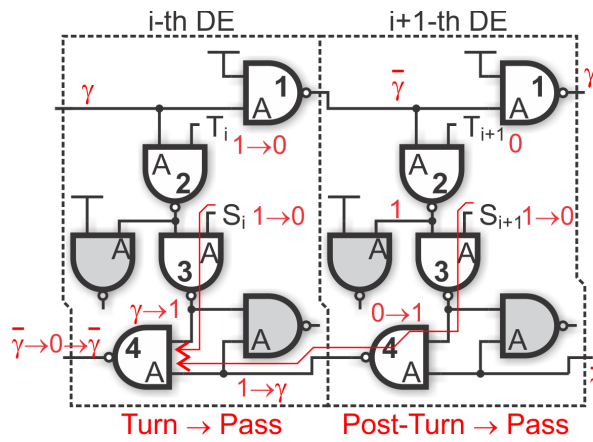 i-th DE i+1-th DE
1 1
A A
γ γ̄ γ
T_i T_{i+1}
1→0 0
A A
2 2
1
S_i 1→0 S_{i+1} 1→0
A A A A
3 3
γ→1 0→1
A A
γ̄→0→γ̄ 4 4
A A
1→γ
Turn → Pass Post-Turn → Pass